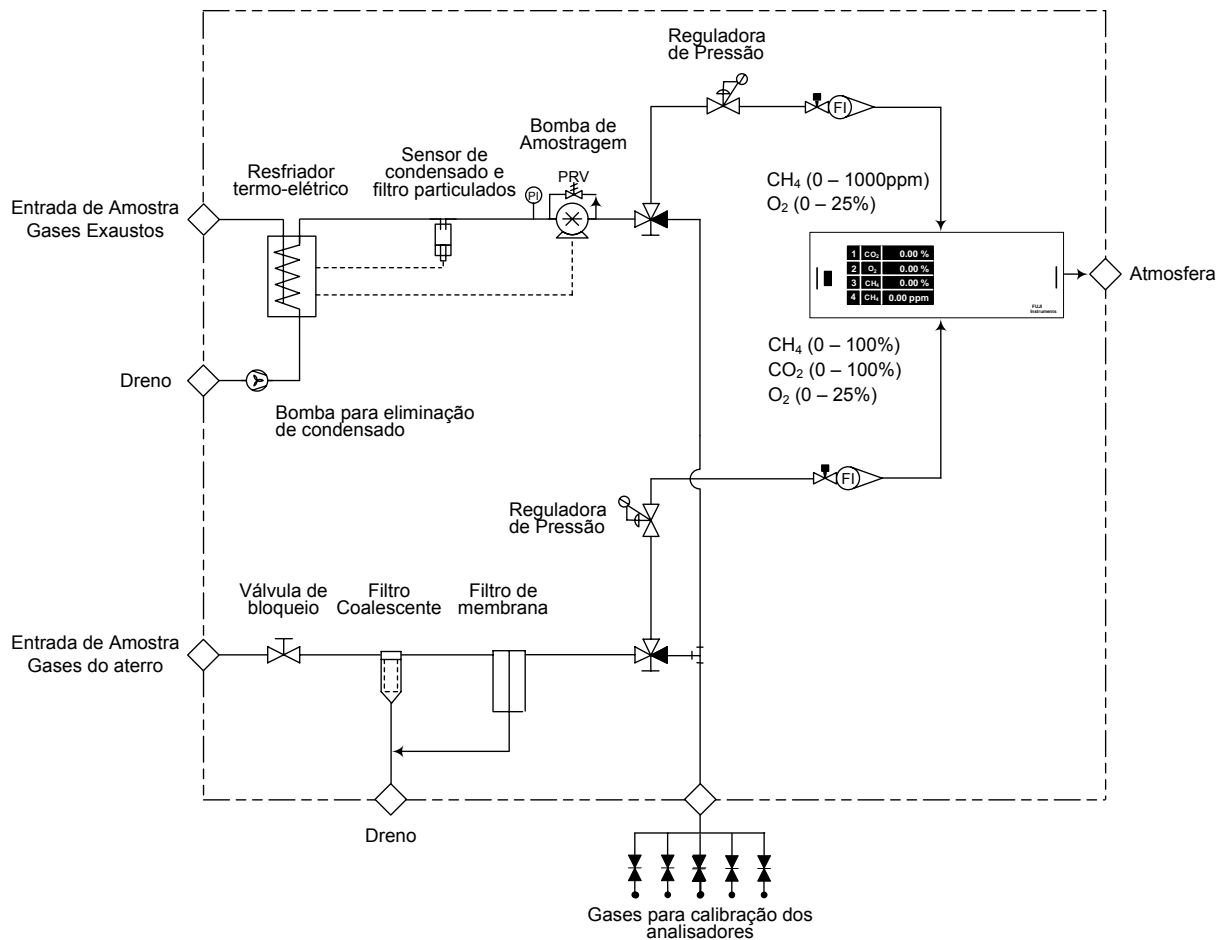 Reguladora
de Pressão
FI
Bomba de
Amostragem
PRV
Sensor de
condensado e
filtro particulados
PI
Resfriador
termo-elétrico
Entrada de Amostra
Gases Exaustos
CH₄ (0 – 1000ppm)
O₂ (0 – 25%)
1 CO₂ 0.00 %
2 O₂ 0.00 %
3 CH₄ 0.00 %
4 CH₄ 0.00 ppm
FUJI
Instruments
Atmosfera
CH₄ (0 – 100%)
CO₂ (0 – 100%)
O₂ (0 – 25%)
Dreno
Bomba para eliminação
de condensado
FI
Reguladora
de Pressão
Válvula de
bloqueio
Filtro
Coalescente
Filtro de
membrana
Entrada de Amostra
Gases do aterro
Dreno
Gases para calibração dos
analisadores